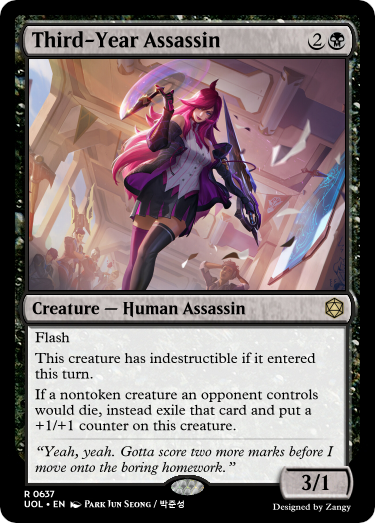 Third-Year Assassin 2
Creature — Human Assassin
Flash
This creature has indestructible if it entered
this turn.
If a nontoken creature an opponent controls
would die, instead exile that card and put a
+1/+1 counter on this creature.
“Yeah, yeah. Gotta score two more marks before I
move onto the boring homework.”
3/1
R 0637
UOL • EN Park Jun Seong / 박준성
Designed by Zangy